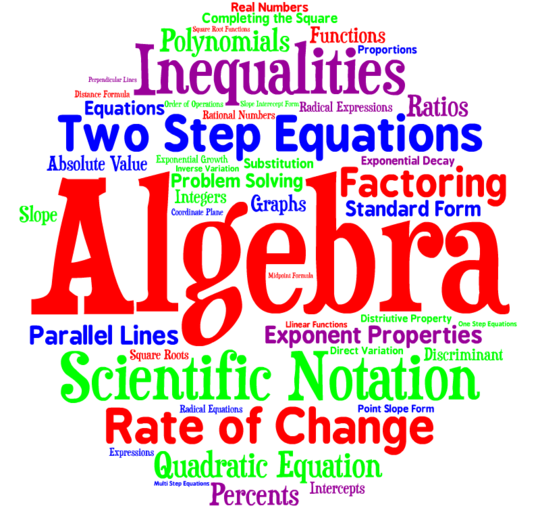 Real Numbers
Completing the Square
Square Root Functions
Polynomials
Functions
Proportions
Inequalities
Perpendicular Lines
Distance Formula
Equations
Order of Operations
Slope Intercept Form
Radical Expressions
Ratios
Rational Numbers
Two Step Equations
Absolute Value
Exponential Growth
Substitution
Exponential Decay
Inverse Variation
Problem Solving
Factoring
Integers
Slope
Coordinate Plane
Graphs
Standard Form
Algebra
Midpoint Formula
Distriutive Property
Llinear Functions
One Step Equations
Parallel Lines
Exponent Properties
Square Roots
Direct Variation
Discriminant
Scientific Notation
Radical Equations
Point Slope Form
Rate of Change
Expressions
Quadratic Equation
Multi Step Equations
Percents
Intercepts